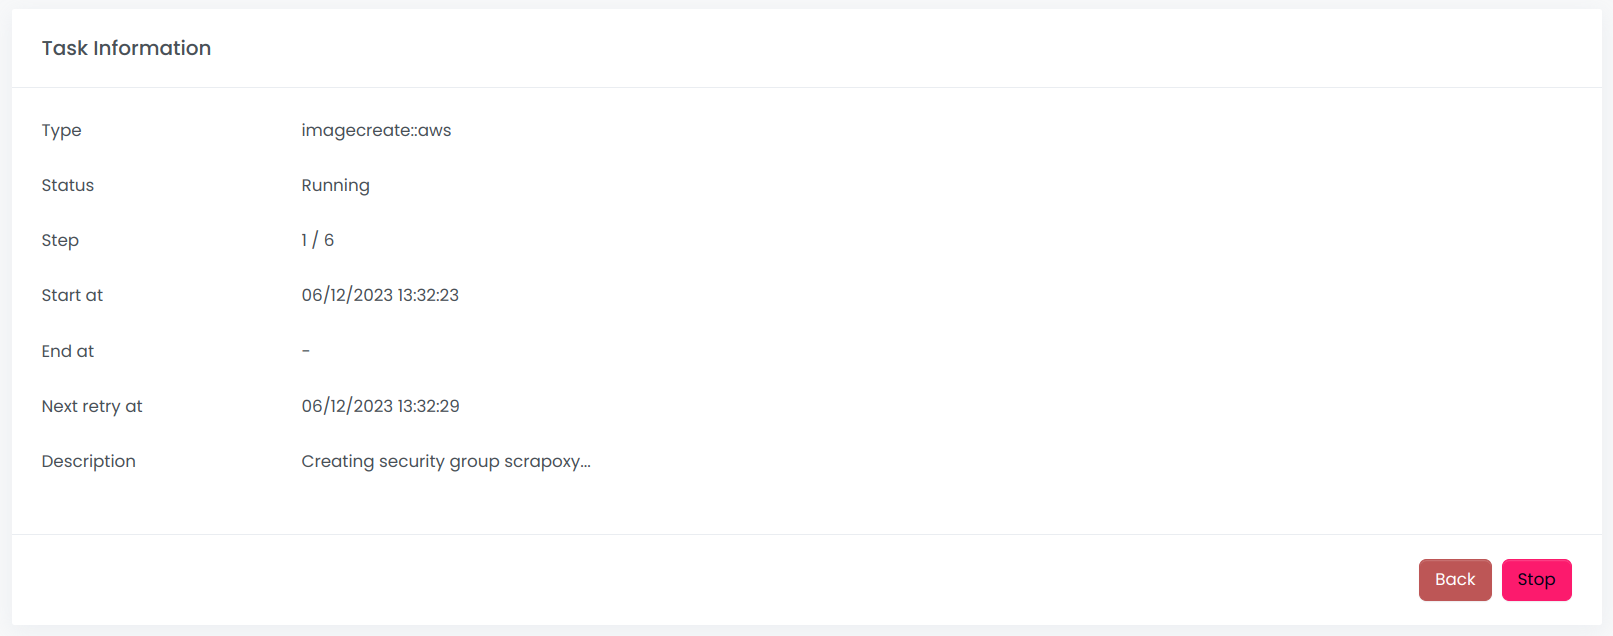 Task Information
Type imagecreate::aws
Status Running
Step 1 / 6
Start at 06/12/2023 13:32:23
End at -
Next retry at 06/12/2023 13:32:29
Description Creating security group scrapoxy...
Back Stop